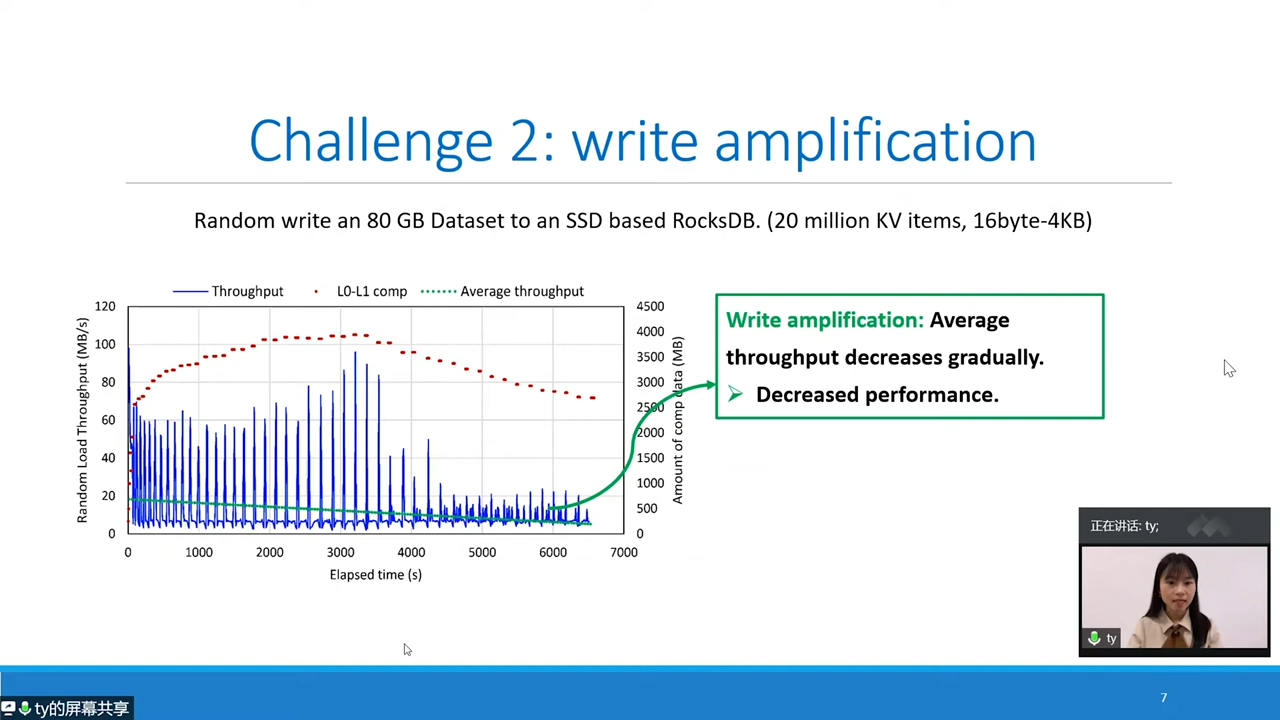 Challenge 2: write amplification
Random write an 80 GB Dataset to an SSD based RocksDB. (20 million KV items, 16byte-4KB)
Throughput
L0-L1 comp
Average throughput
120
100
80
60
40
20
0
Random Load Throughput (MB/s)
4500
4000
3500
3000
2500
2000
1500
1000
500
0
Amount of comp data (MB)
0
1000
2000
3000
4000
5000
6000
7000
Elapsed time (s)
Write amplification: Average
throughput decreases gradually.
Decreased performance.
正在讲话: ty;
ty
7
ty的屏幕共享